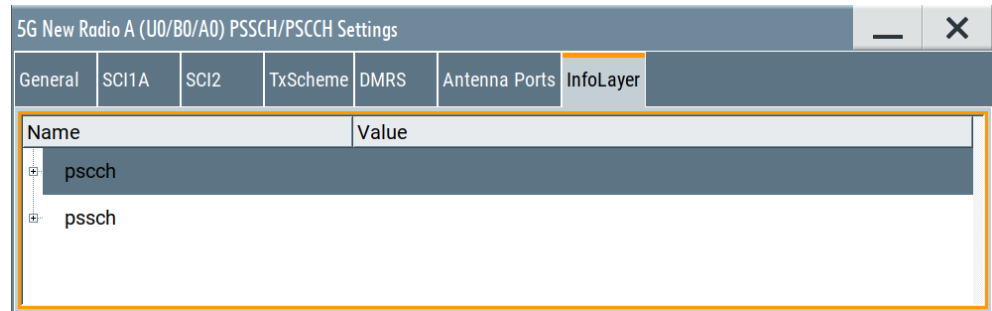 5G New Radio A (U0/B0/A0) PSSCH/PSCCH Settings
General SCI1A SCI2 TxScheme DMRS Antenna Ports InfoLayer
Name Value
pscch
pssch